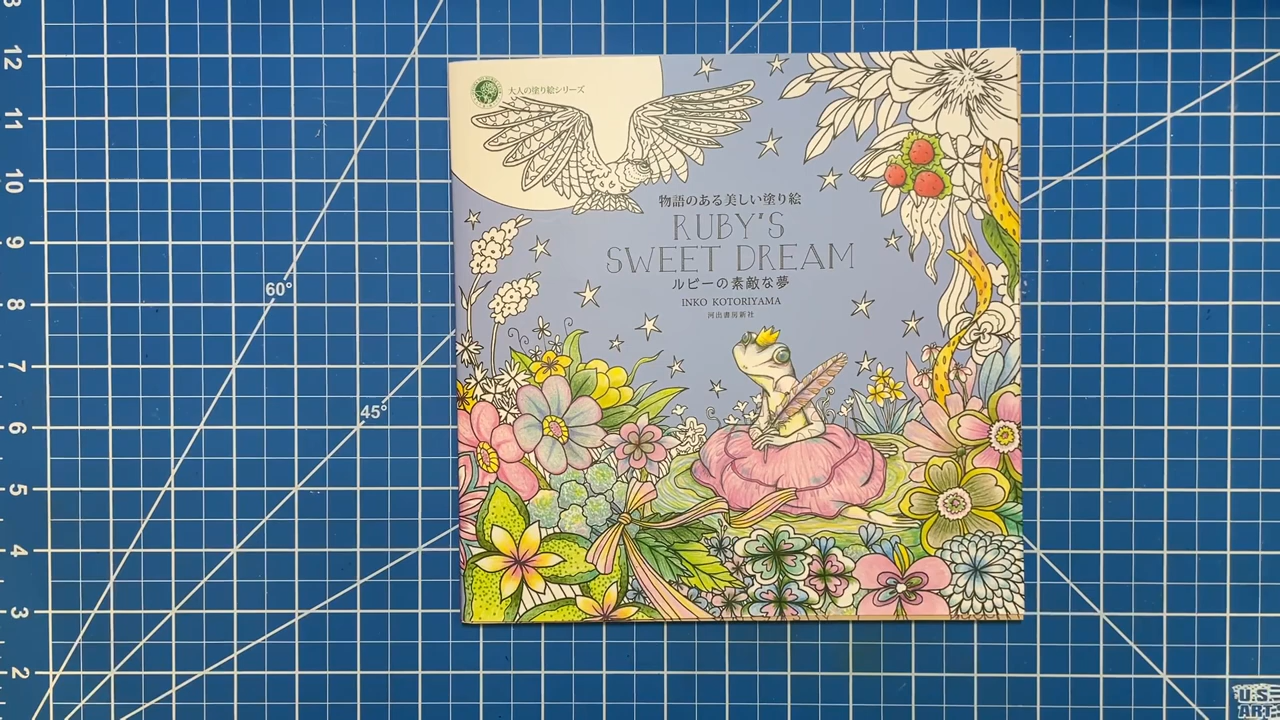 大人の塗り絵シリーズ
物語のある美しい塗り絵
RUBY'S
SWEET DREAM
ルビーの素敵な夢
INKO KOTORIYAMA
河出書房新社
13
12
11
10
9
8
7
6
5
4
3
2
60°
45°
U.S.
ART